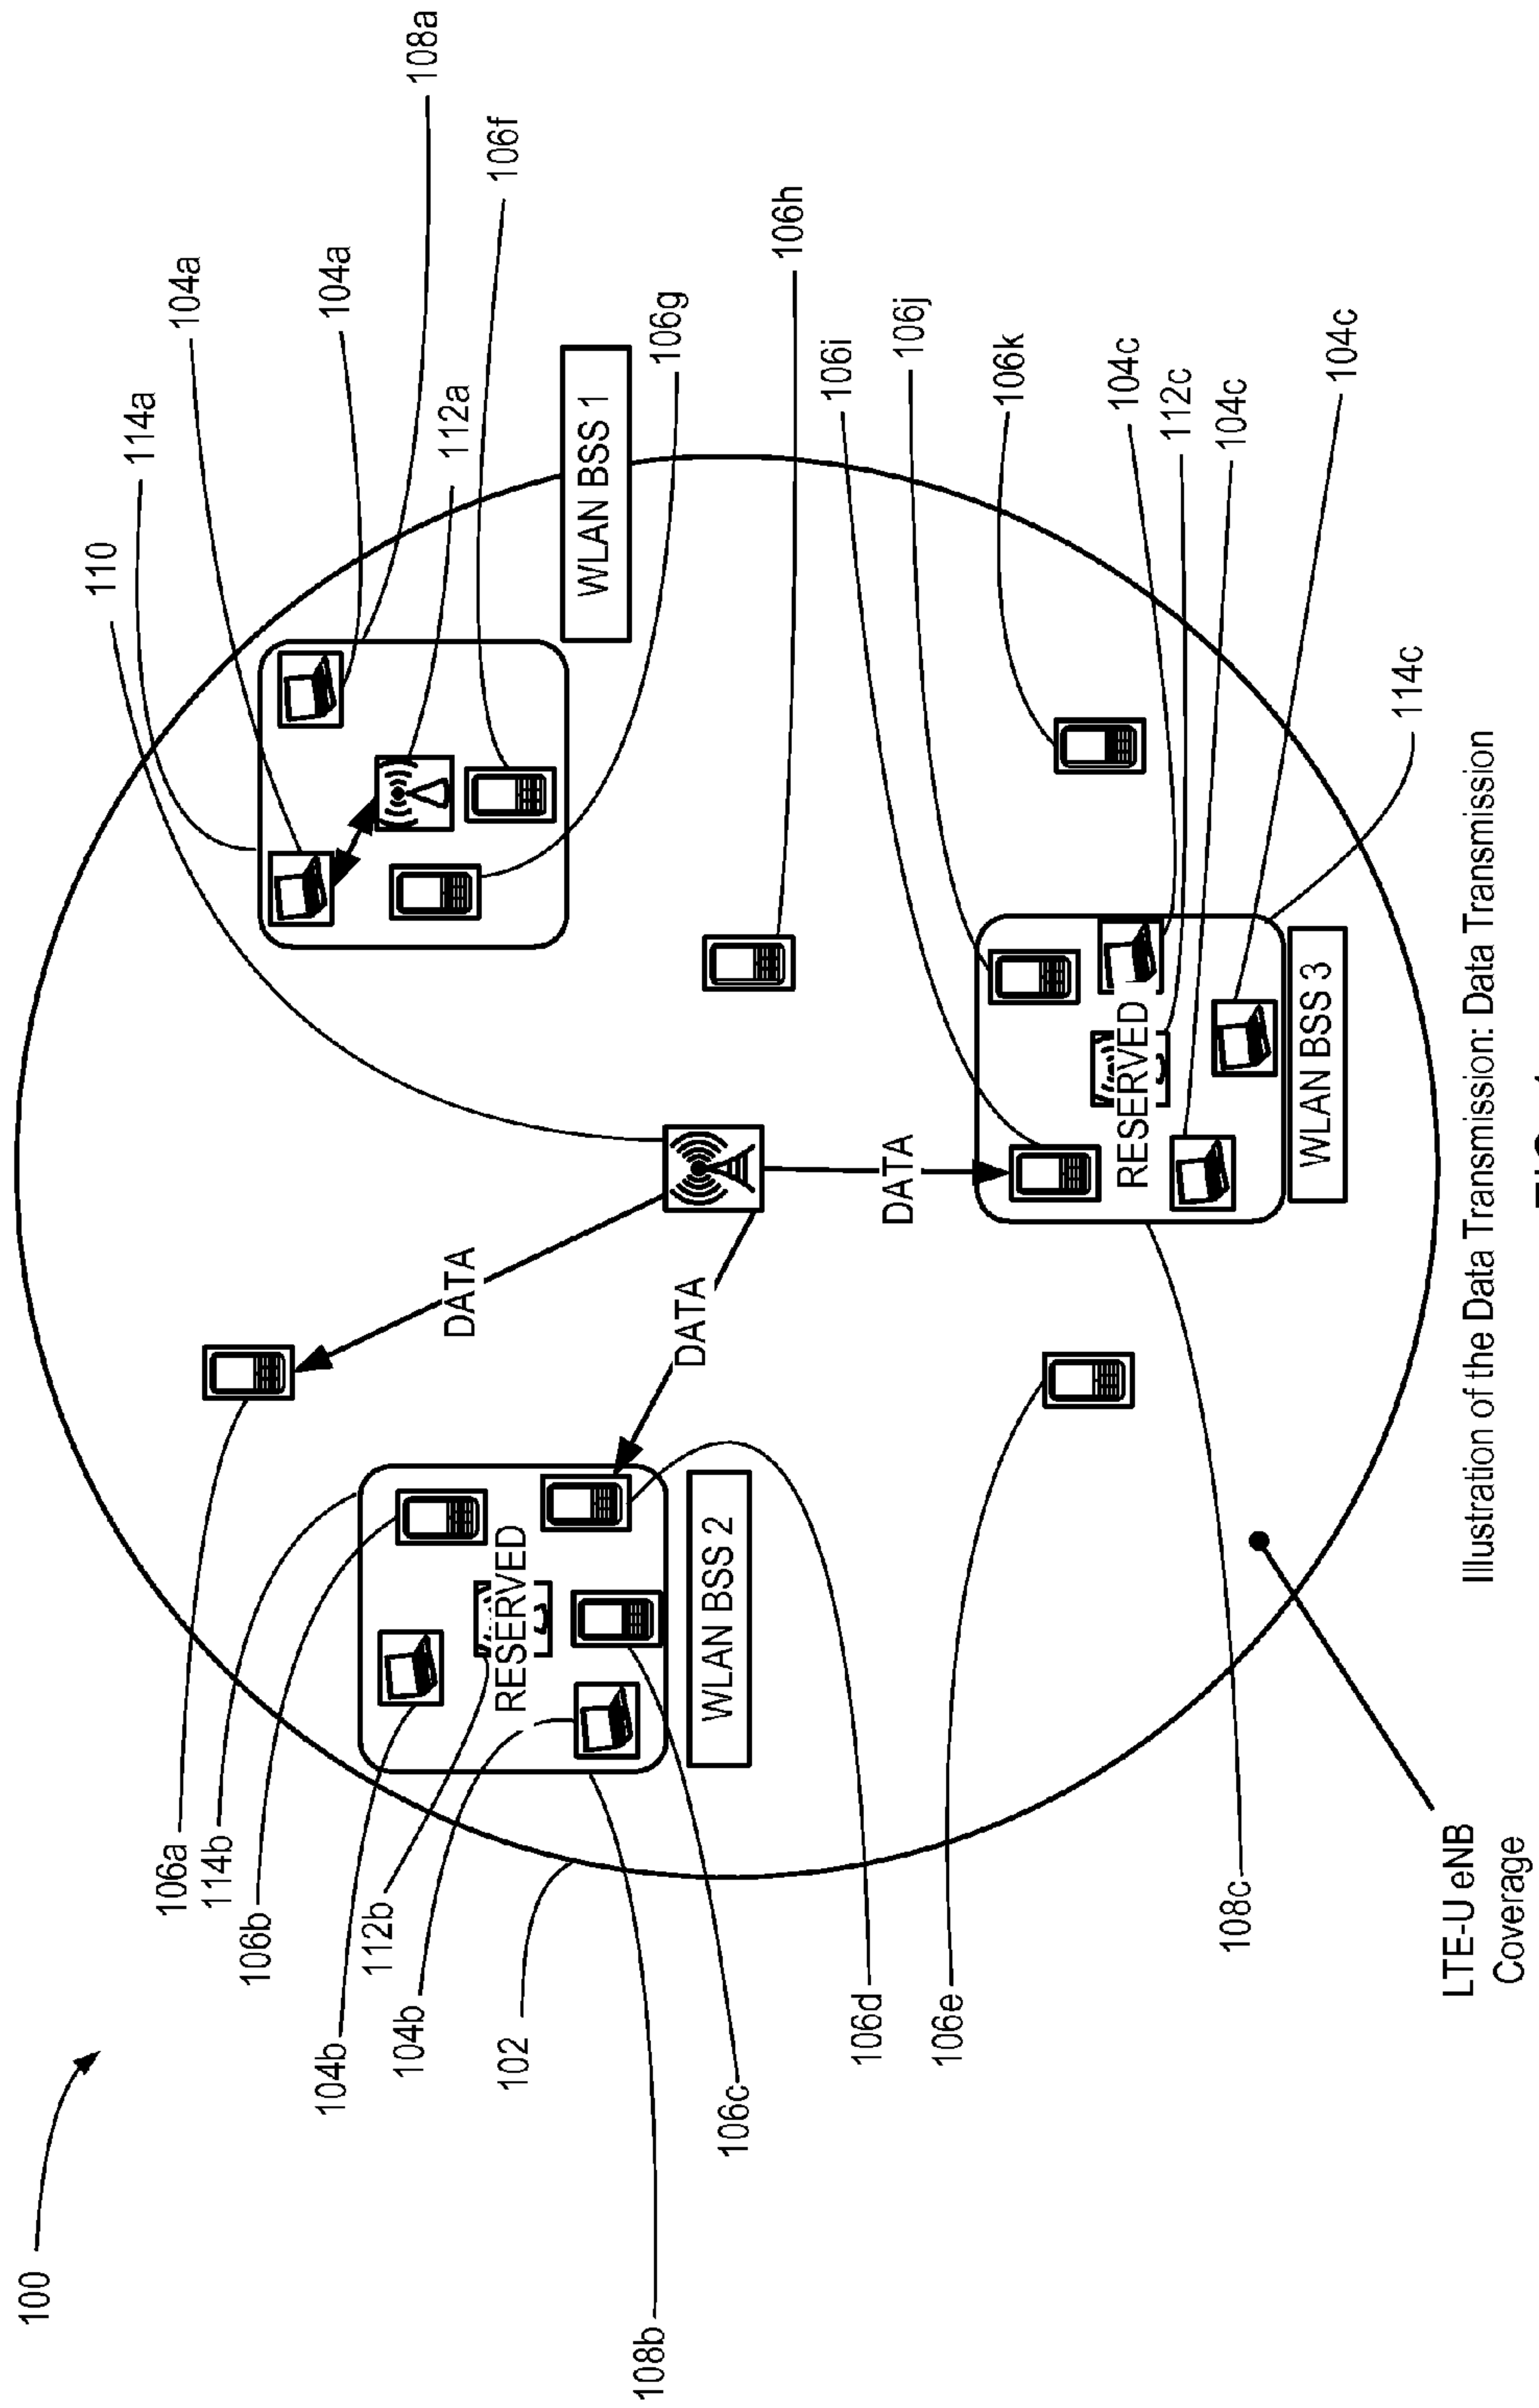 100
108b
106c
102
104b
104b
112b
106b
114b
106a
106d
106e
108c
LTE-U eNB
Coverage
WLAN BSS 2
RESERVED
DATA
DATA
DATA
RESERVED
WLAN BSS 3
WLAN BSS 1
110
114a
104a
104a
108a
112a
106f
106g
106h
106i
106j
106k
104c
112c
104c
104c
114c
Illustration of the Data Transmission: Data Transmission